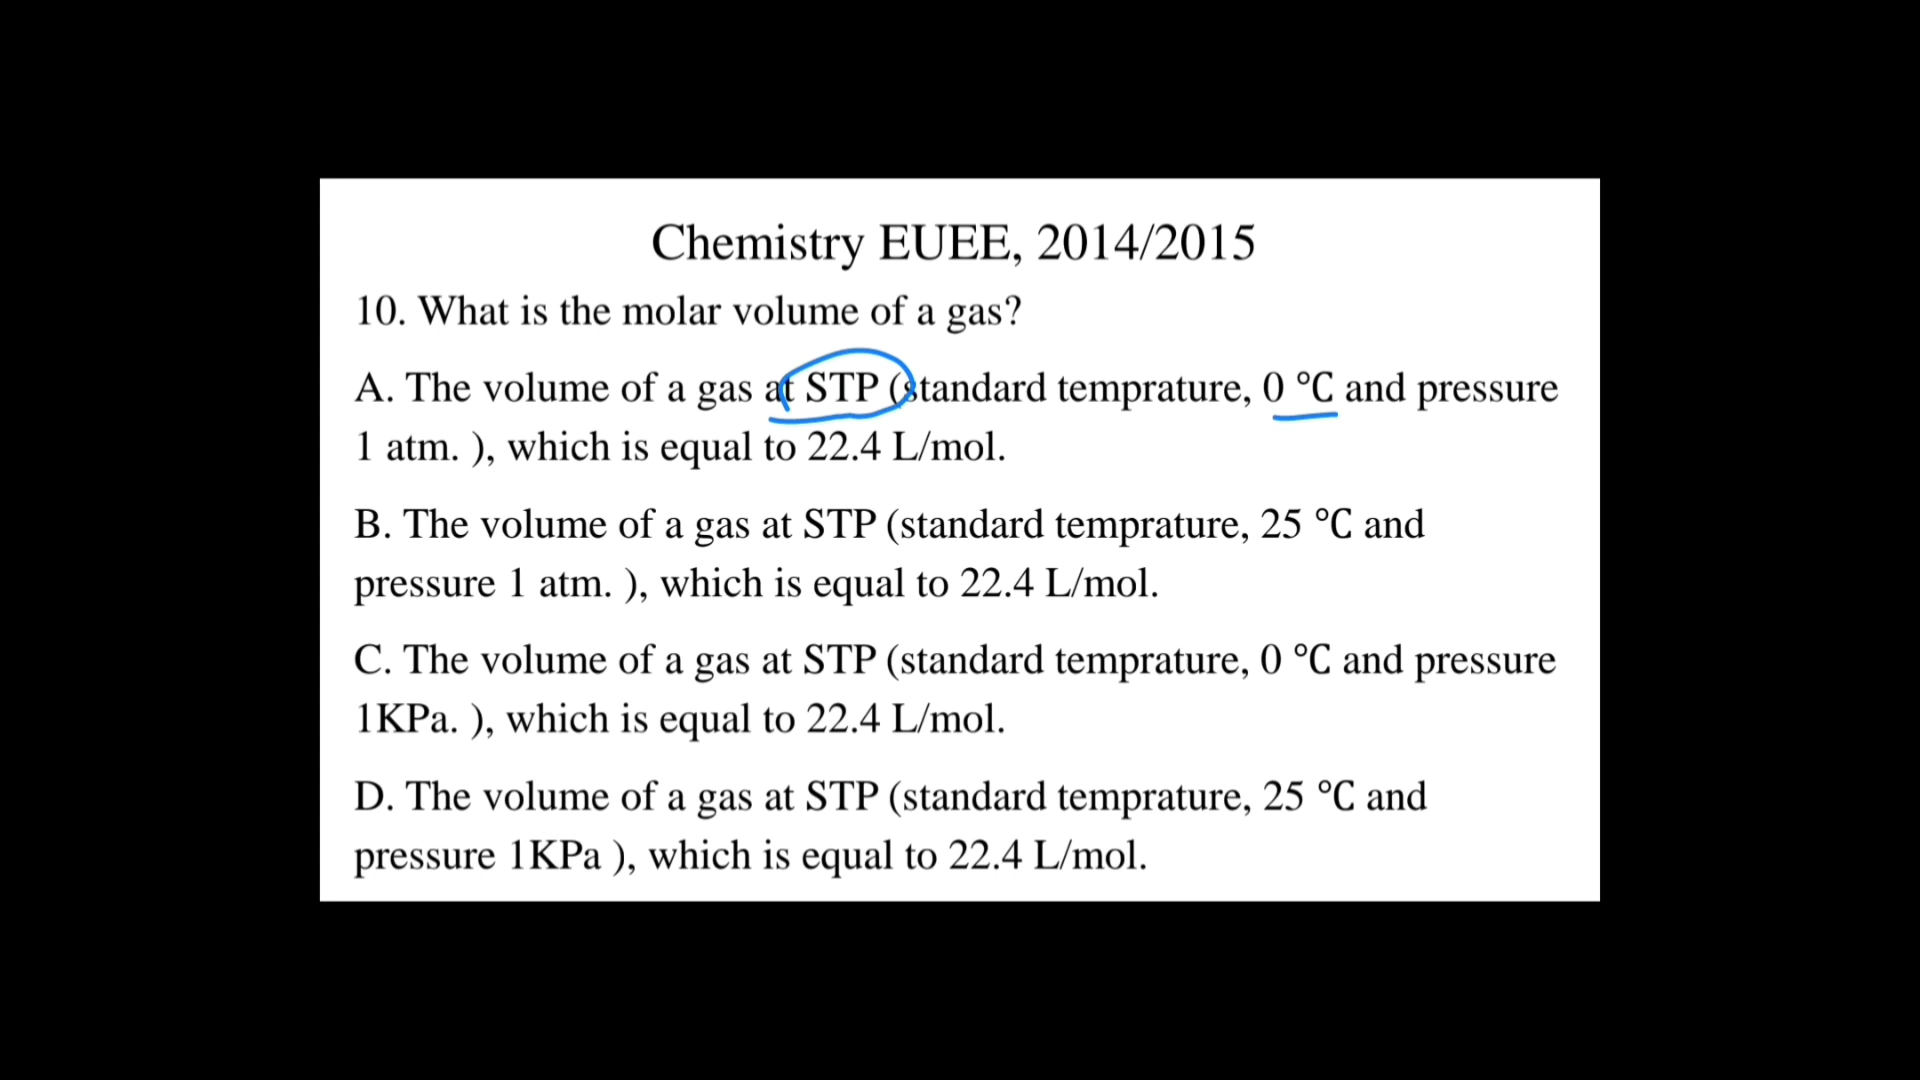 Chemistry EUEE, 2014/2015
10. What is the molar volume of a gas?
A. The volume of a gas at STP (standard temprature, 0 °C and pressure
1 atm. ), which is equal to 22.4 L/mol.
B. The volume of a gas at STP (standard temprature, 25 °C and
pressure 1 atm. ), which is equal to 22.4 L/mol.
C. The volume of a gas at STP (standard temprature, 0 °C and pressure
1KPa. ), which is equal to 22.4 L/mol.
D. The volume of a gas at STP (standard temprature, 25 °C and
pressure 1KPa ), which is equal to 22.4 L/mol.